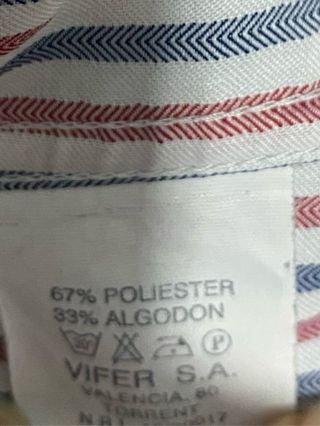 67% POLIESTER
33% ALGODON
P
VIFER S.A.
VALENCIA, 60
TORRENT